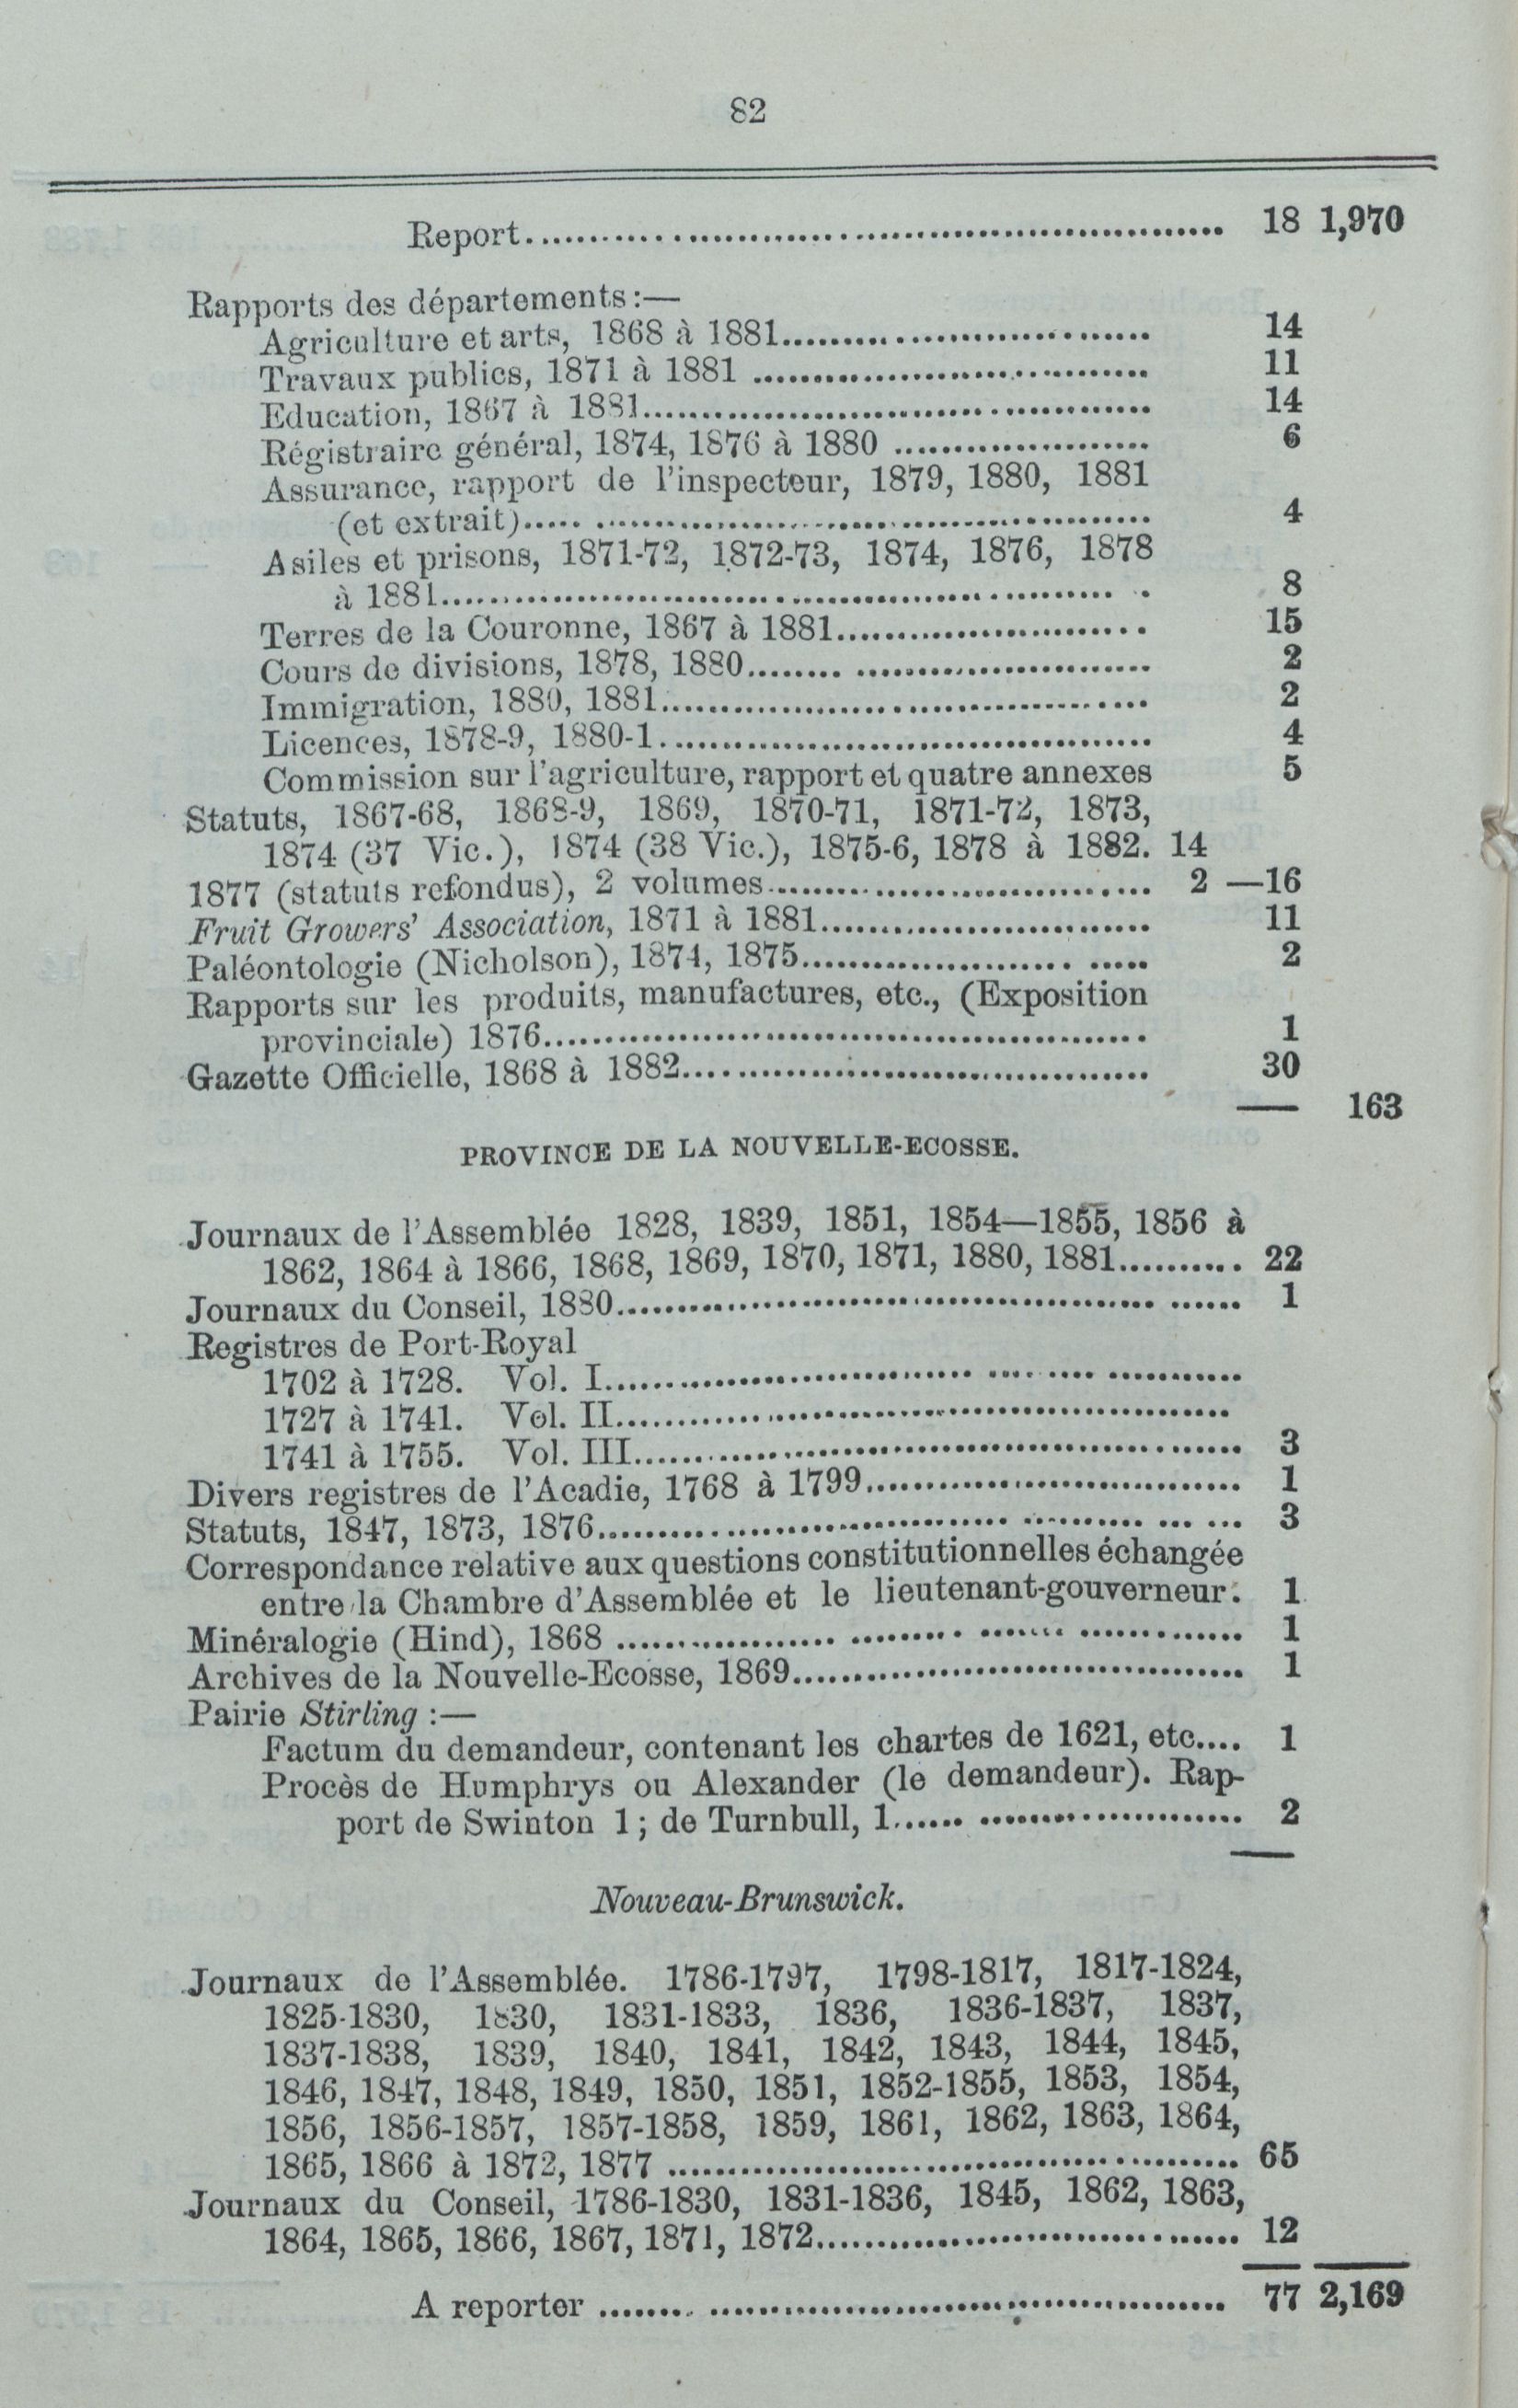 82
Report.......... 18 1,970
Rapports des départements:—
Agriculture et arts, 1868 à 1881.......... 14
Travaux publics, 1871 à 1881 .......... 11
Education, 1867 à 1881.......... 14
Régistraire général, 1874, 1876 à 1880 .......... 6
Assurance, rapport de l'inspecteur, 1879, 1880, 1881
(et extrait).......... 4
Asiles et prisons, 1871-72, 1872-73, 1874, 1876, 1878
à 1881.......... 8
Terres de la Couronne, 1867 à 1881.......... 15
Cours de divisions, 1878, 1880.......... 2
Immigration, 1880, 1881.......... 2
Licences, 1878-9, 1880-1.......... 4
Commission sur l'agriculture, rapport et quatre annexes 5
Statuts, 1867-68, 1868-9, 1869, 1870-71, 1871-72, 1873,
1874 (37 Vic.), 1874 (38 Vic.), 1875-6, 1878 à 1882. 14
1877 (statuts refondus), 2 volumes.......... 2 —16
Fruit Growers' Association, 1871 à 1881.......... 11
Paléontologie (Nicholson), 1874, 1875.......... 2
Rapports sur les produits, manufactures, etc., (Exposition
provinciale) 1876.......... 1
Gazette Officielle, 1868 à 1882.......... 30
— 163
PROVINCE DE LA NOUVELLE-ECOSSE.
Journaux de l'Assemblée 1828, 1839, 1851, 1854—1855, 1856 à
1862, 1864 à 1866, 1868, 1869, 1870, 1871, 1880, 1881.......... 22
Journaux du Conseil, 1880.......... 1
Registres de Port-Royal
1702 à 1728. Vol. I..........
1727 à 1741. Vol. II..........
1741 à 1755. Vol. III.......... 3
Divers registres de l'Acadie, 1768 à 1799.......... 1
Statuts, 1847, 1873, 1876.......... 3
Correspondance relative aux questions constitutionnelles échangée
entre la Chambre d'Assemblée et le lieutenant-gouverneur. 1
Minéralogie (Hind), 1868 .......... 1
Archives de la Nouvelle-Ecosse, 1869.......... 1
Pairie Stirling :—
Factum du demandeur, contenant les chartes de 1621, etc.... 1
Procès de Humphrys ou Alexander (le demandeur). Rap-
port de Swinton 1; de Turnbull, 1.......... 2
Nouveau-Brunswick.
Journaux de l'Assemblée. 1786-1797, 1798-1817, 1817-1824,
1825-1830, 1830, 1831-1833, 1836, 1836-1837, 1837,
1837-1838, 1839, 1840, 1841, 1842, 1843, 1844, 1845,
1846, 1847, 1848, 1849, 1850, 1851, 1852-1855, 1853, 1854,
1856, 1856-1857, 1857-1858, 1859, 1861, 1862, 1863, 1864,
1865, 1866 à 1872, 1877 .......... 65
Journaux du Conseil, 1786-1830, 1831-1836, 1845, 1862, 1863,
1864, 1865, 1866, 1867, 1871, 1872.......... 12
A reporter .......... 77 2,169